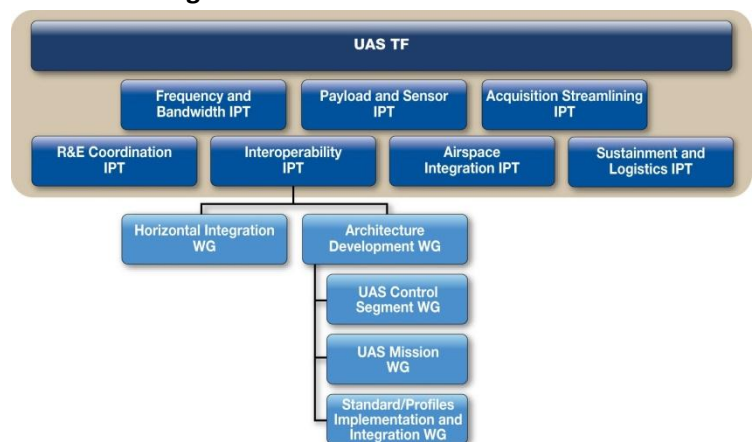 UAS TF
Frequency and
Bandwidth IPT
Payload and Sensor
IPT
Acquisition Streamlining
IPT
R&E Coordination
IPT
Interoperability
IPT
Airspace
Integration IPT
Sustainment and
Logistics IPT
Horizontal Integration
WG
Architecture
Development WG
UAS Control
Segment WG
UAS Mission
WG
Standard/Profiles
Implementation and
Integration WG